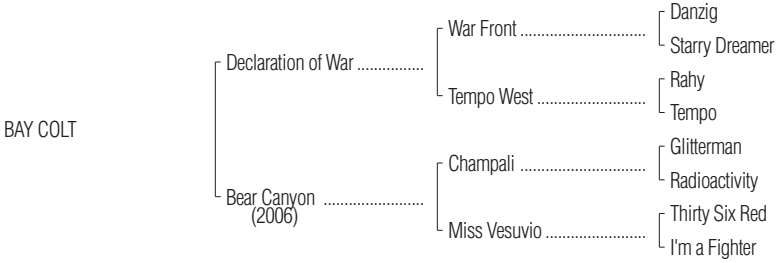 Danzig
War Front ................................
Starry Dreamer
Declaration of War ................
Rahy
Tempo West ...........................
Tempo
BAY COLT
Glitterman
Champali ................................
Radioactivity
Bear Canyon .........................
(2006)
Thirty Six Red
Miss Vesuvio .........................
I'm a Fighter